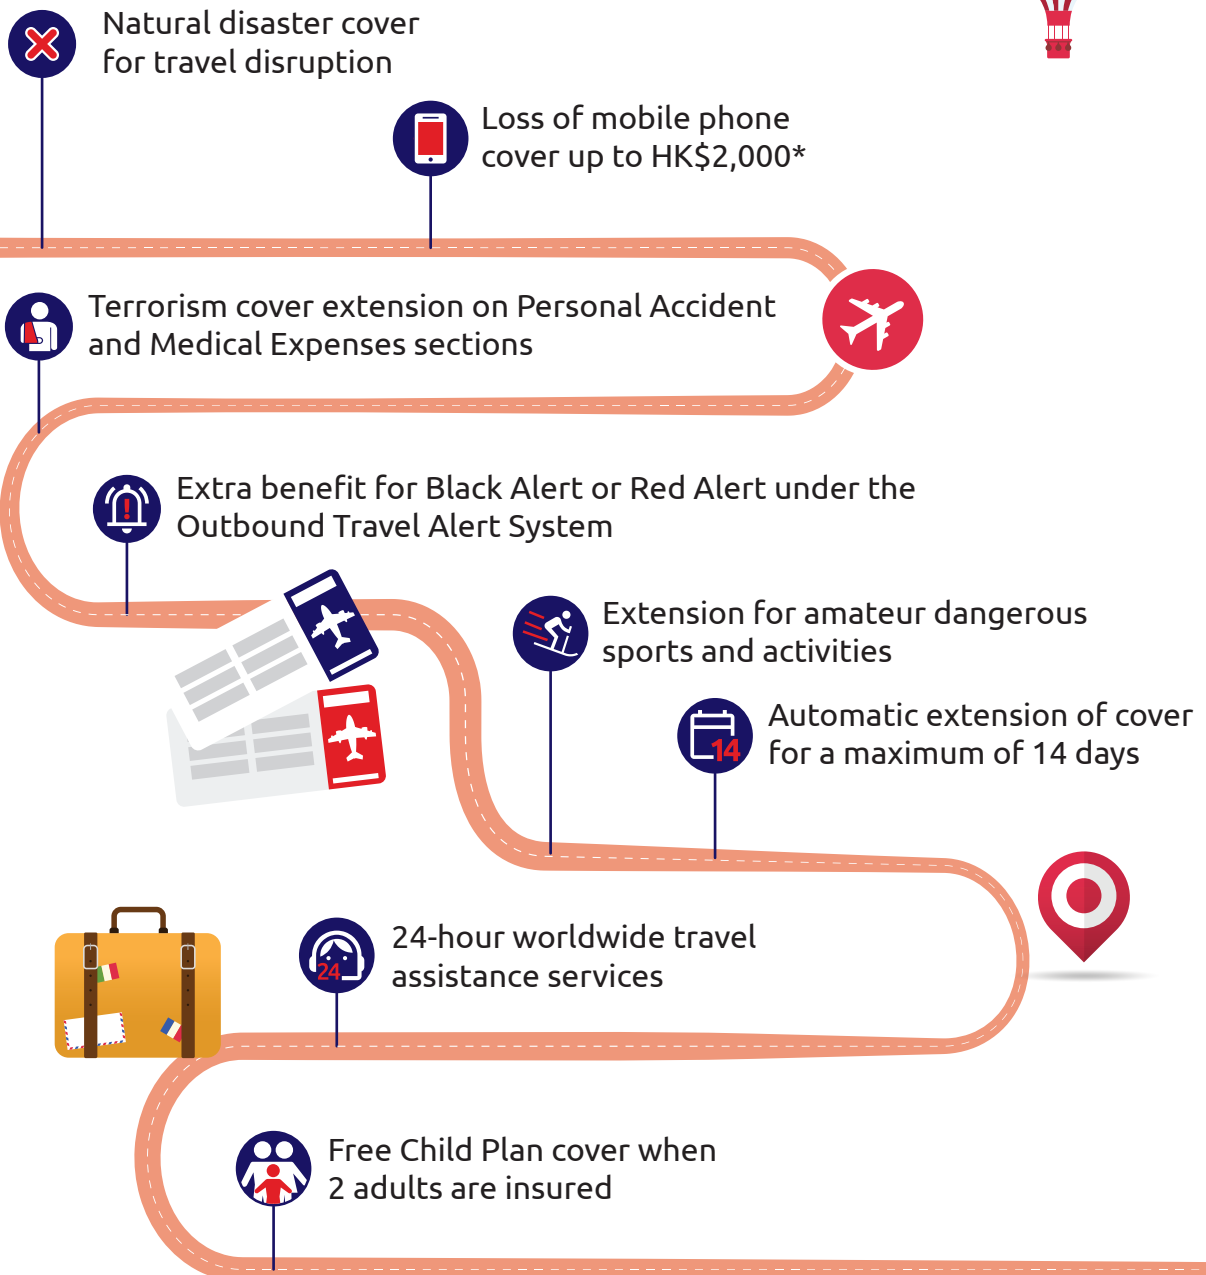 Natural disaster cover
for travel disruption
Loss of mobile phone
cover up to HK$2,000*
Terrorism cover extension on Personal Accident
and Medical Expenses sections
Extra benefit for Black Alert or Red Alert under the
Outbound Travel Alert System
Extension for amateur dangerous
sports and activities
14
Automatic extension of cover
for a maximum of 14 days
24
24-hour worldwide travel
assistance services
Free Child Plan cover when
2 adults are insured